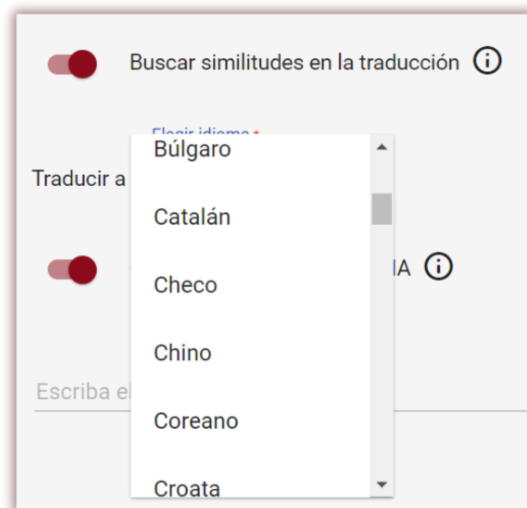 Buscar similitudes en la traducción
Elegir idioma *
Traducir a
Búlgaro
Catalán
Checo
Chino
IA
Coreano
Escriba el
Croata